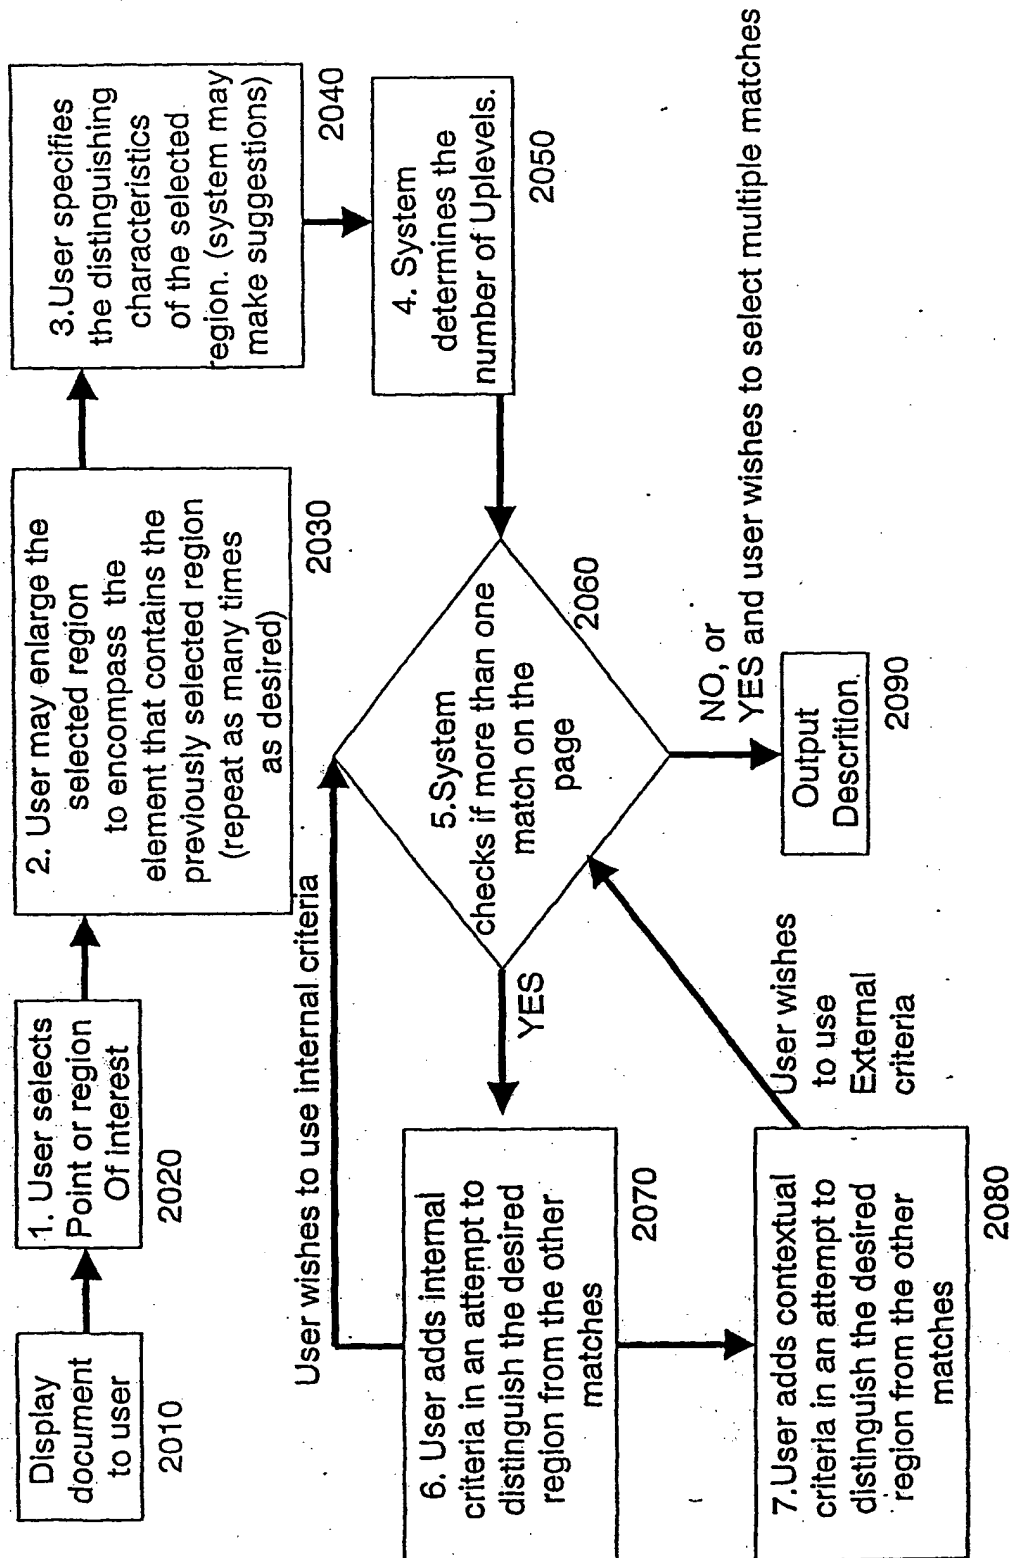 Display
document
to user
2010
1. User selects
Point or region
Of interest
2020
2. User may enlarge the
selected region
to encompass the
element that contains the
previously selected region
(repeat as many times
as desired)
2030
3.User specifies
the distinguishing
characteristics
of the selected
region. (system may
make suggestions)
2040
4. System
determines the
number of Uplevels.
2050
User wishes to use internal criteria
5.System
checks if more than one
match on the
page
2060
YES
NO, or
YES and user wishes to select multiple matches
6. User adds internal
criteria in an attempt to
distinguish the desired
region from the other
matches
2070
User wishes
to use
External
criteria
7.User adds contextual
criteria in an attempt to
distinguish the desired
region from the other
matches
2080
Output
Descrition.
2090